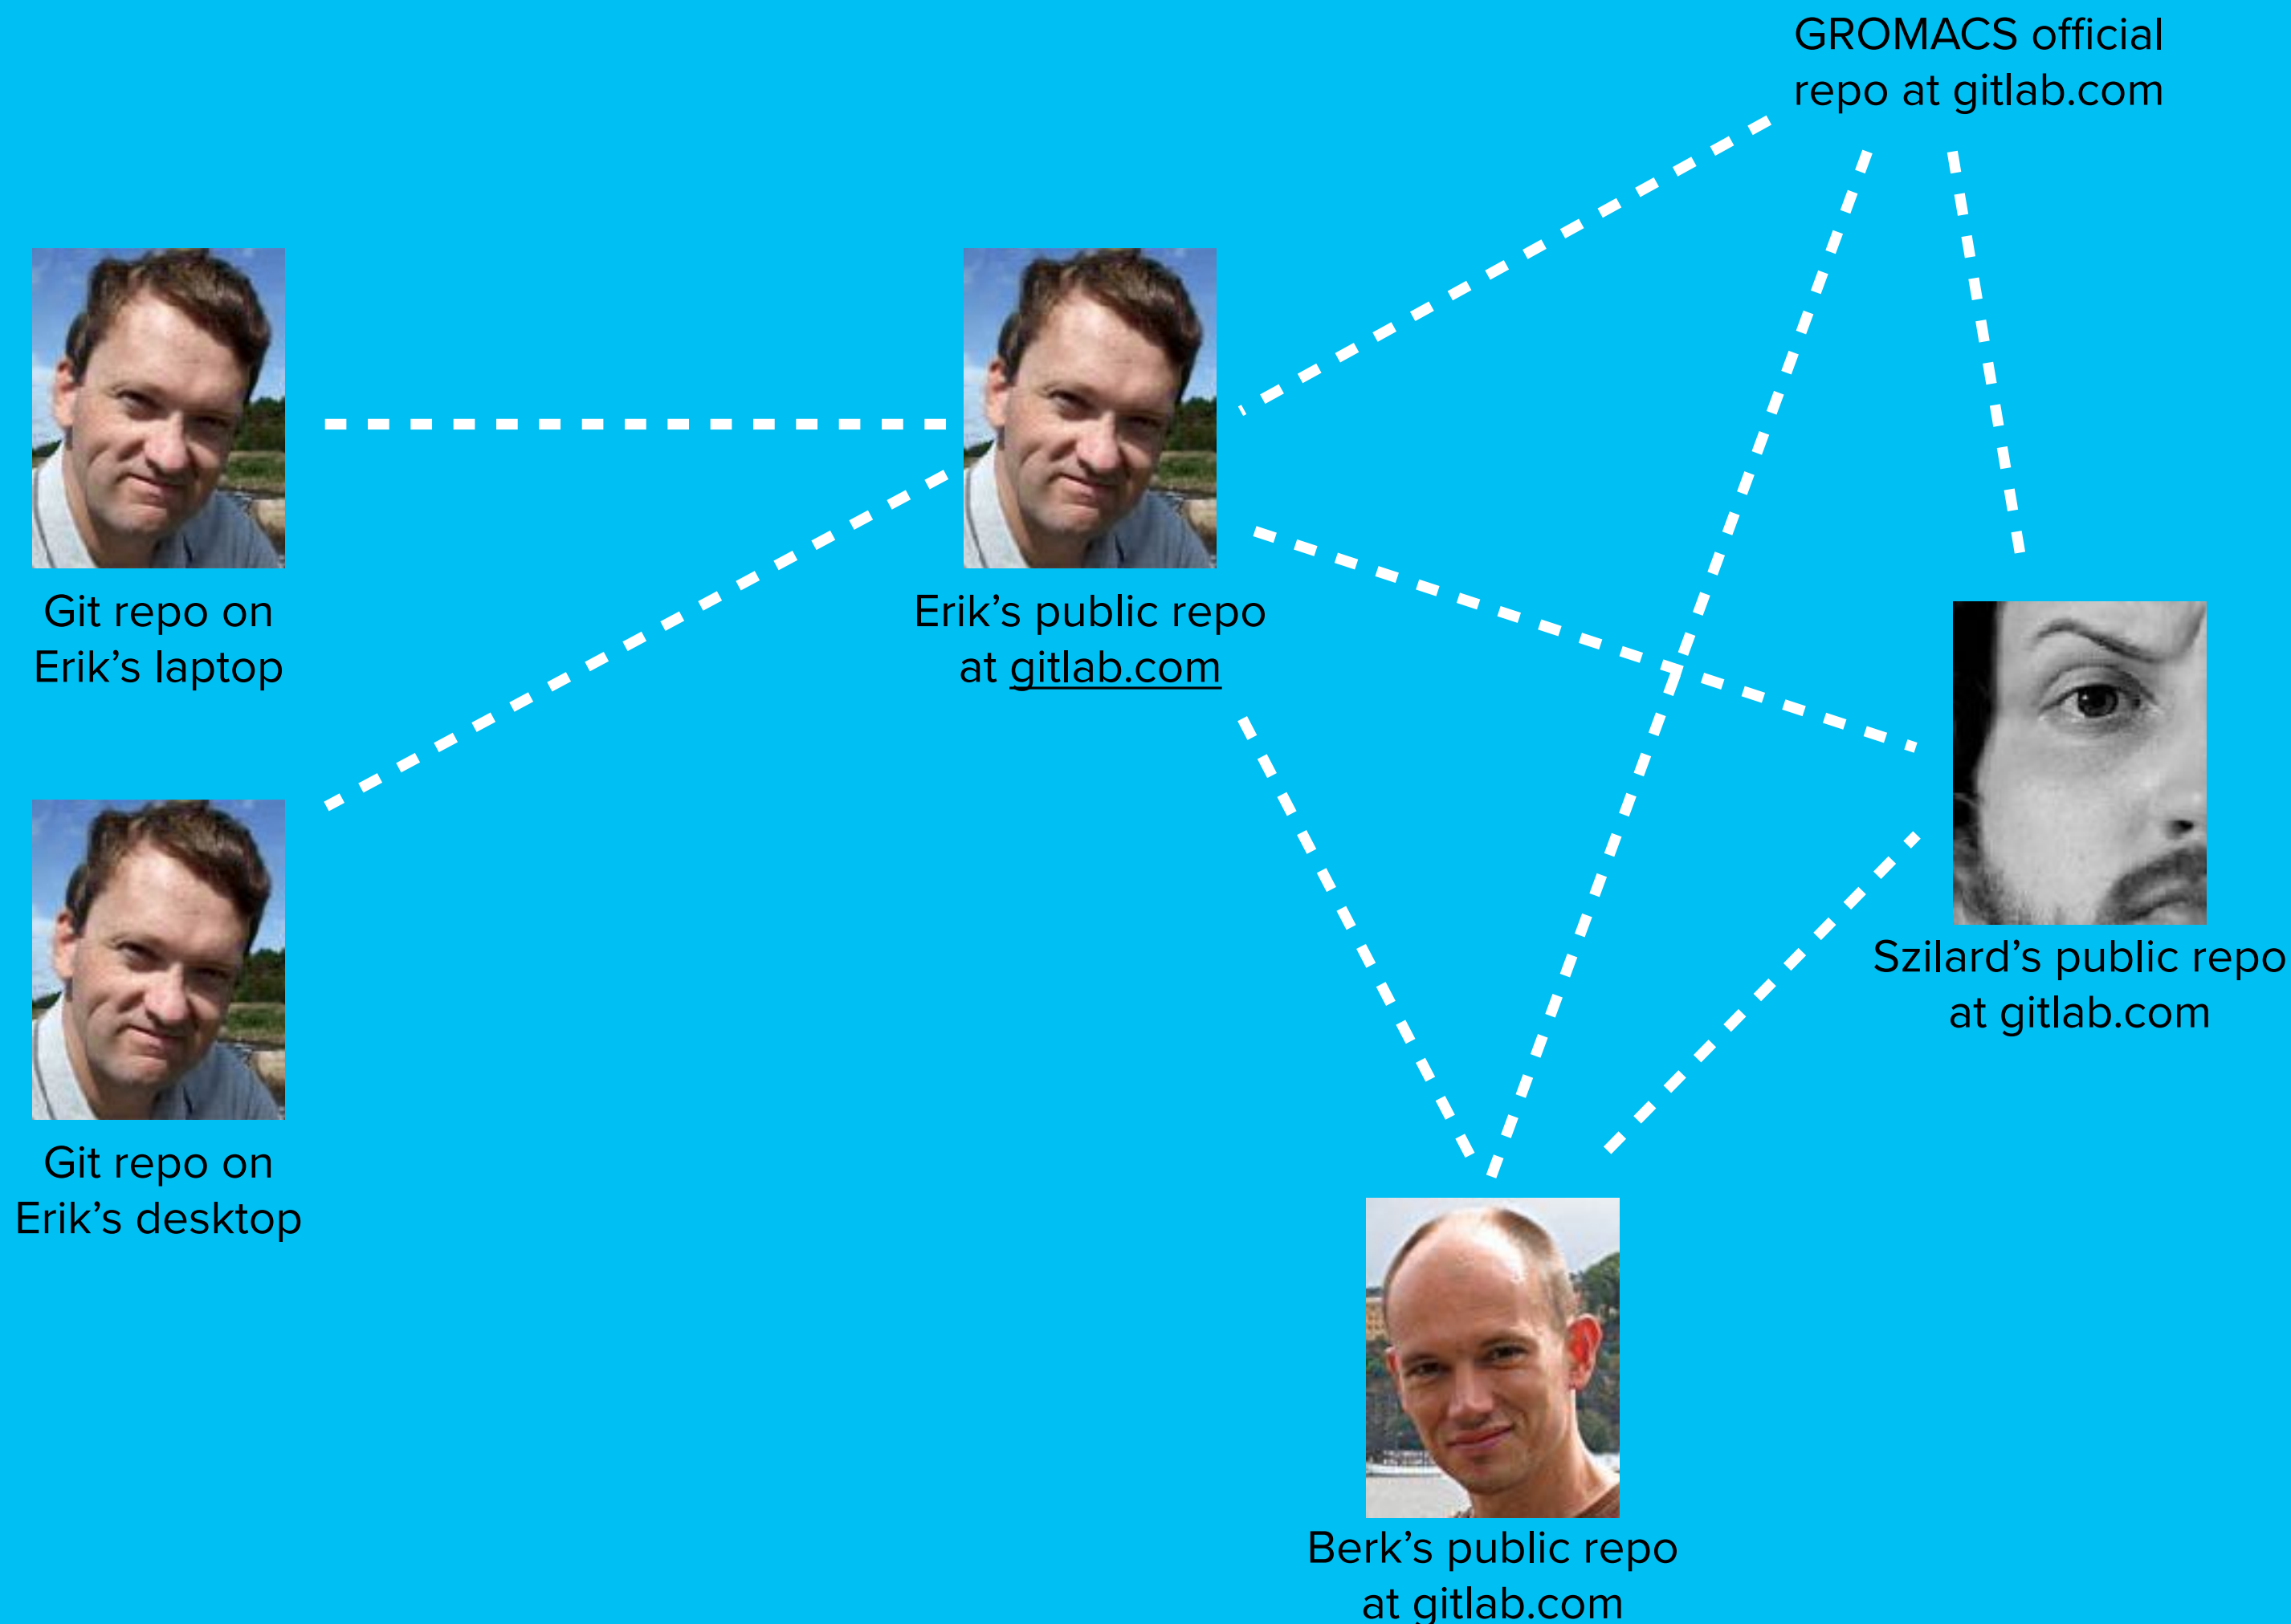 GROMACS official
repo at gitlab.com
Git repo on
Erik’s laptop
Erik’s public repo
at gitlab.com
Szilard’s public repo
at gitlab.com
Git repo on
Erik’s desktop
Berk’s public repo
at gitlab.com